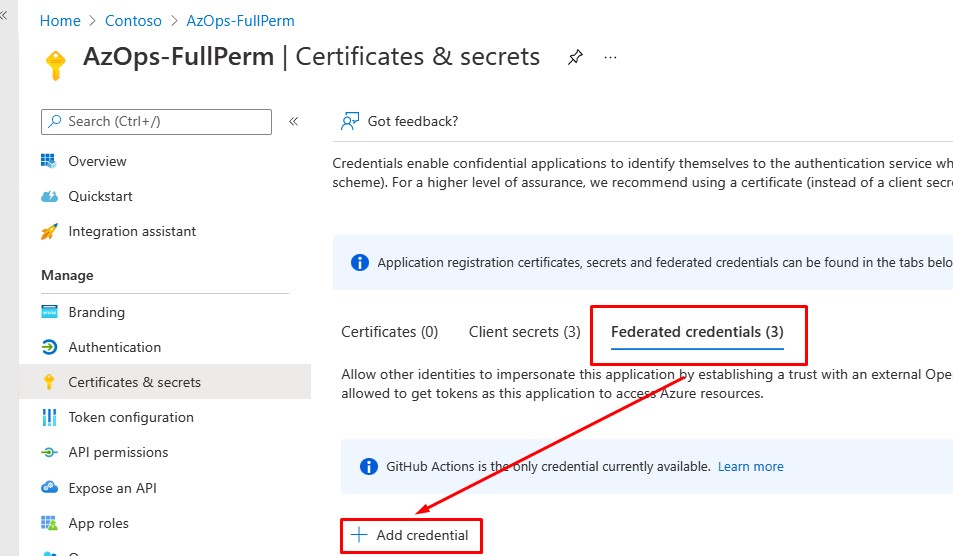 Home > Contoso > AzOps-FullPerm
AzOps-FullPerm | Certificates & secrets
Search (Ctrl+/)
Got feedback?
Overview
Quickstart
Integration assistant
Manage
Branding
Authentication
Certificates & secrets
Token configuration
API permissions
Expose an API
App roles
Credentials enable confidential applications to identify themselves to the authentication service
scheme). For a higher level of assurance, we recommend using a certificate (instead of a client
Application registration certificates, secrets and federated credentials can be found in the tabs
Certificates (0) Client secrets (3) Federated credentials (3)
Allow other identities to impersonate this application by establishing a trust with an external
allowed to get tokens as this application to access Azure resources.
GitHub Actions is the only credential currently available. Learn more
+ Add credential